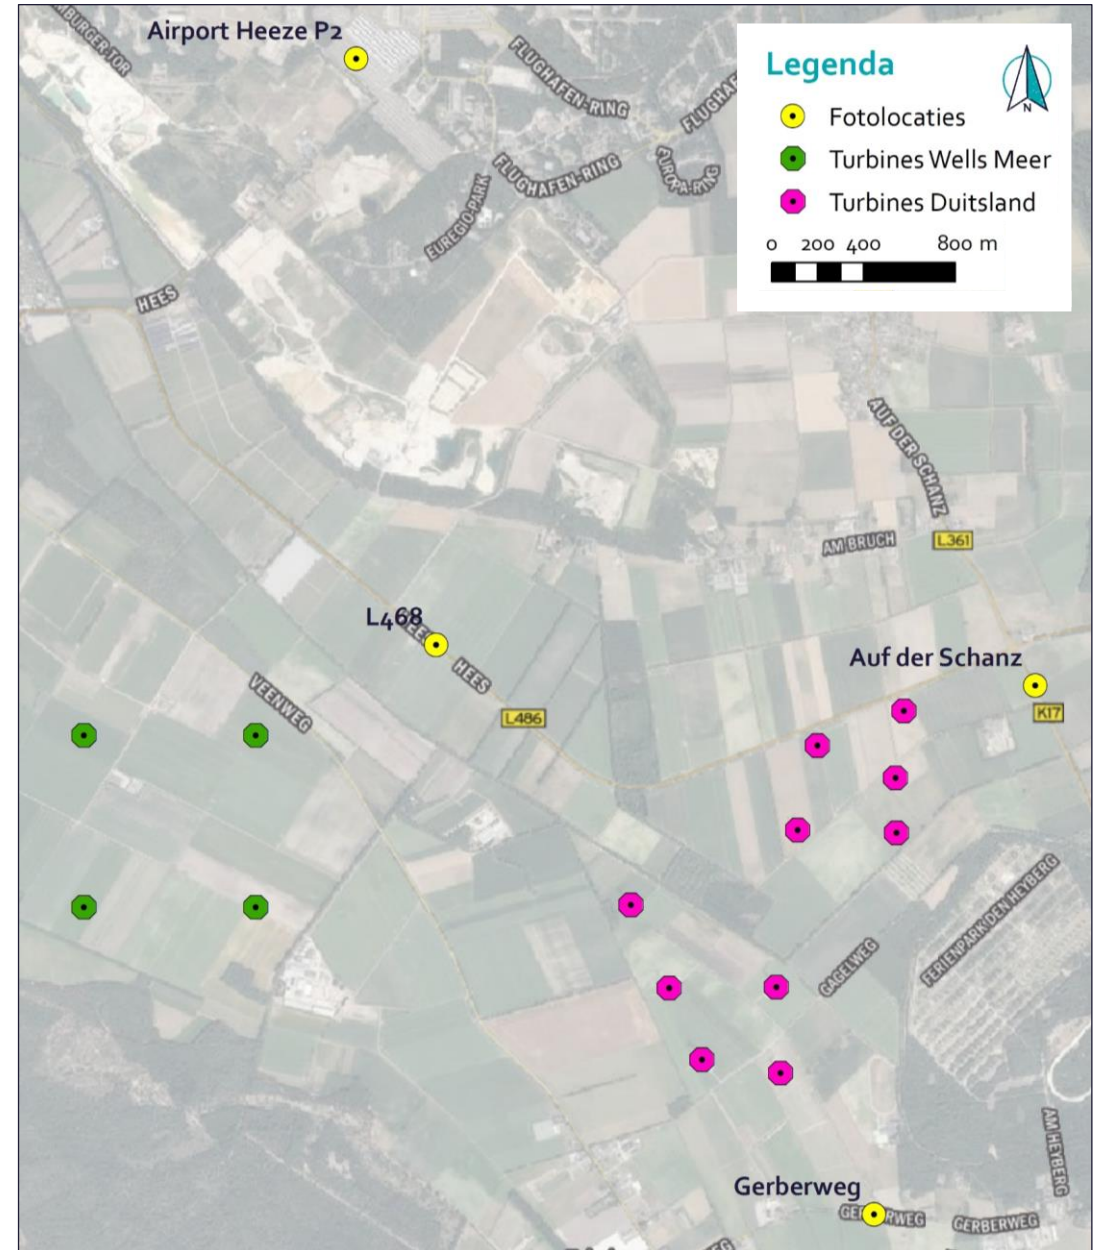 Airport Heeze P2
FLUGHAFEN-RING
Legenda
N
Fotolocaties
Turbines Wells Meer
Turbines Duitsland
0 200 400 800 m
FLUGHAFEN-RING
EUROPA-RING
EUREGIO-PARK
HEES
AUF DER SCHANZ
AM BRUCH
L361
L468
HEES
Auf der Schanz
VEENWEG
L486
K17
FERIENPARK DEN HEYBERG
GAGELWEG
AM HEYBERG
Gerberweg
GERBERWEG